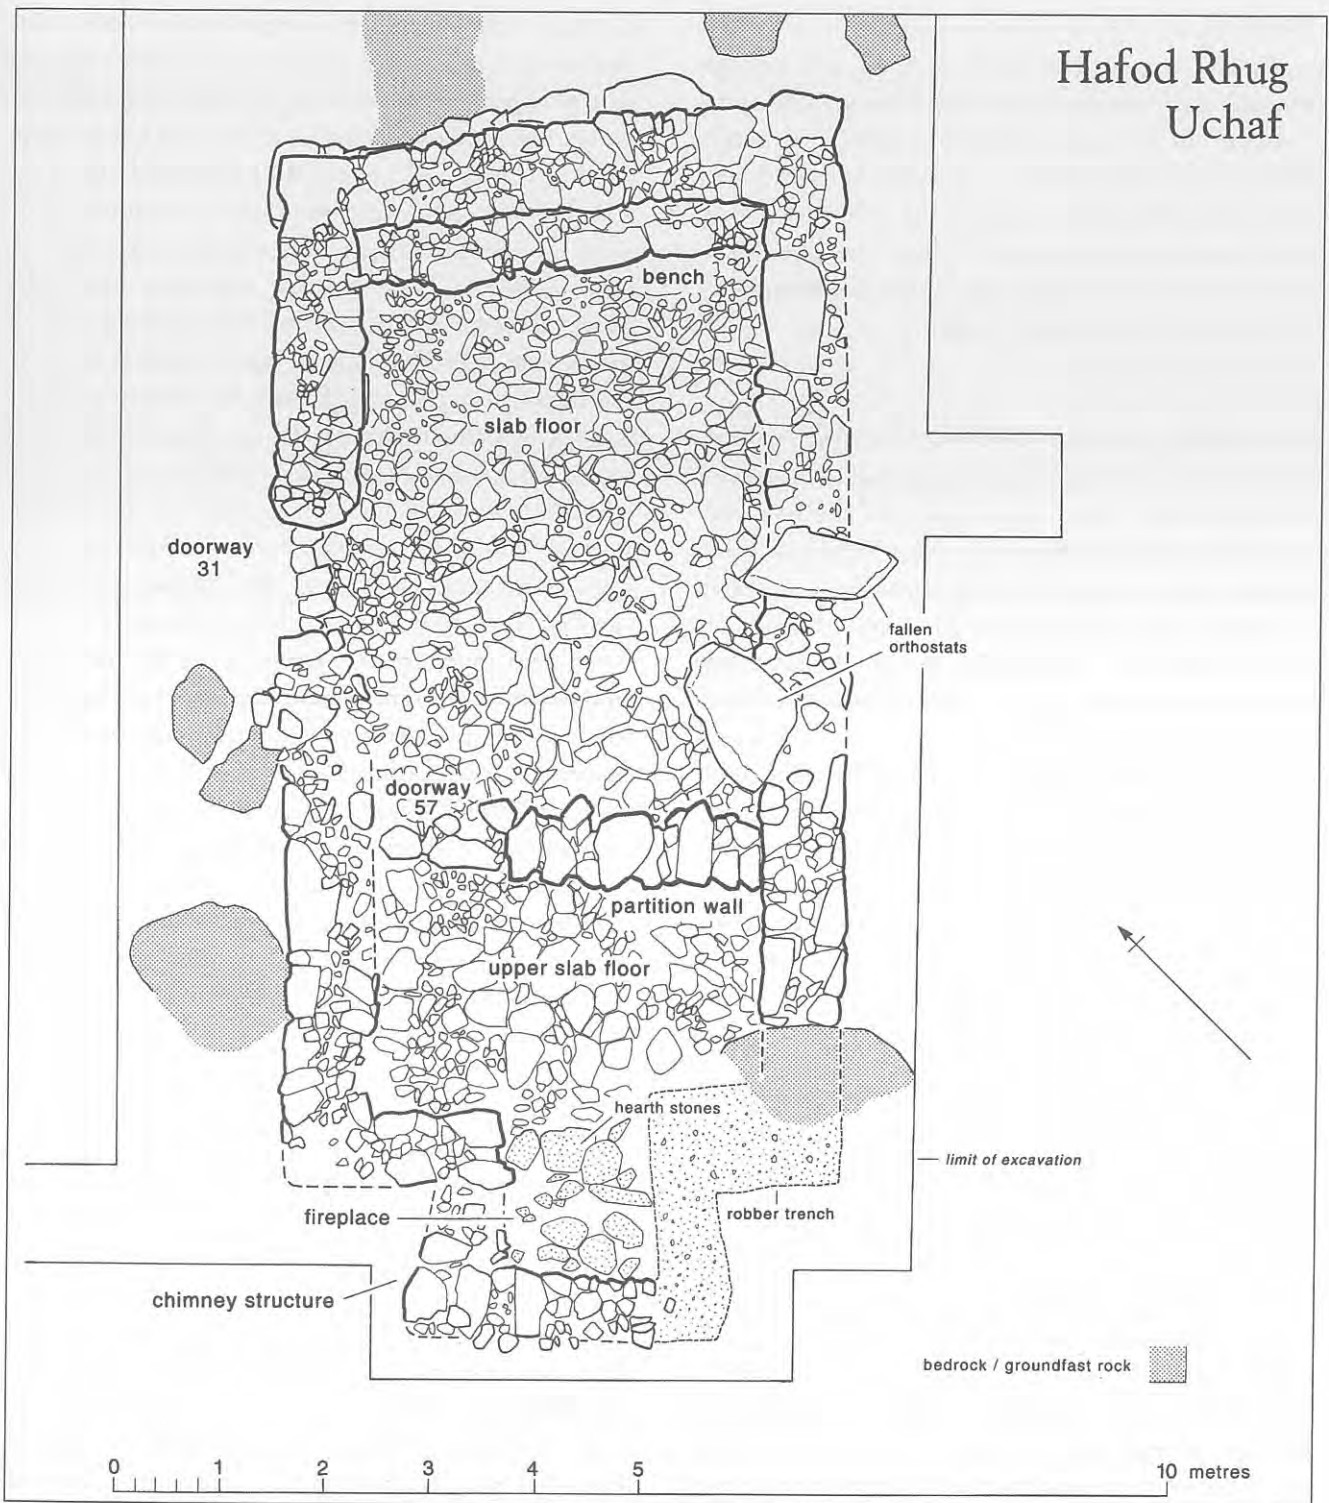 Hafod Rhug
Uchaf
bench
slab floor
doorway
31
fallen
orthostats
doorway
57
partition wall
upper slab floor
hearth stones
limit of excavation
fireplace
robber trench
chimney structure
bedrock / groundfast rock
0 1 2 3 4 5 10 metres